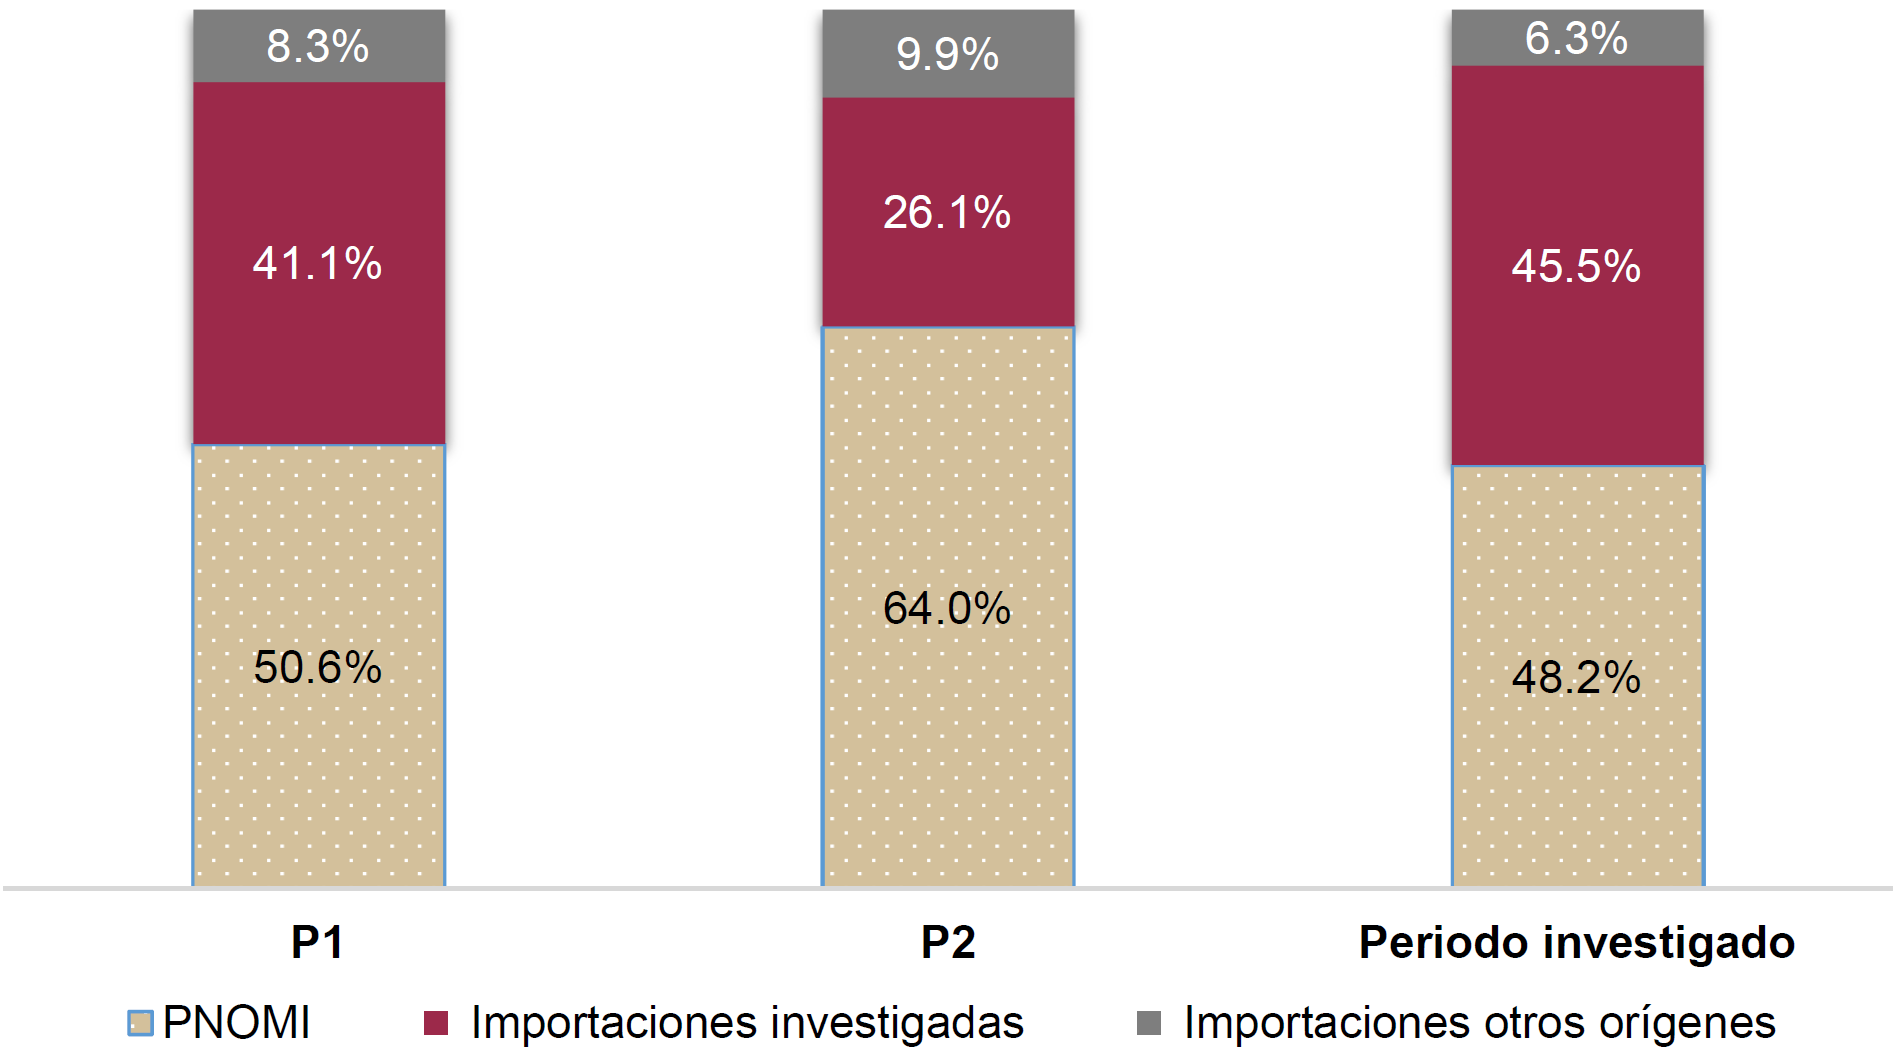 8.3%
9.9%
6.3%
41.1%
26.1%
45.5%
50.6%
64.0%
48.2%
P1
P2
Periodo investigado
PNOMI
Importaciones investigadas
Importaciones otros orígenes